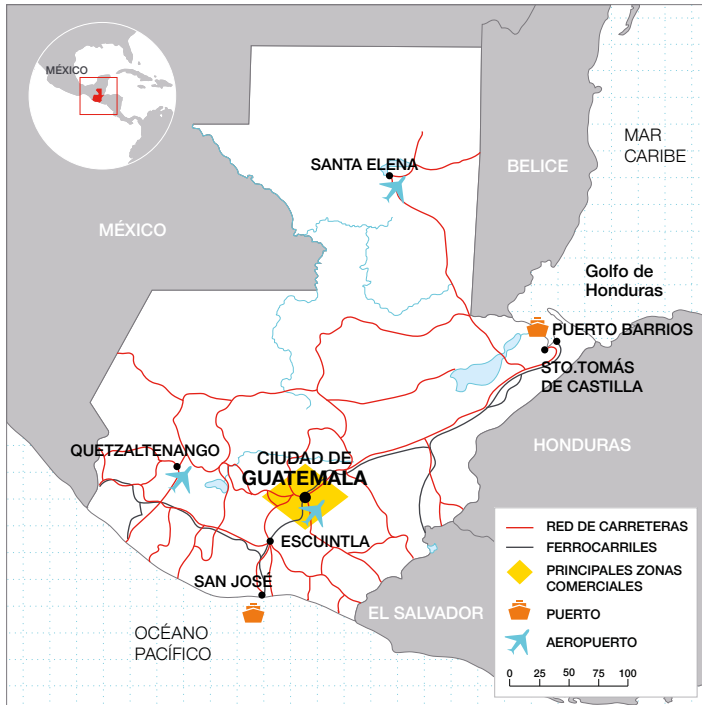 MÉXICO
SANTA ELENA
BELICE
MAR
CARIBE
MÉXICO
Golfo de
Honduras
PUERTO BARRIOS
STO.TOMÁS
DE CASTILLA
HONDURAS
QUETZALTENANGO
CIUDAD DE
GUATEMALA
ESCUINTLA
SAN JOSÉ
EL SALVADOR
OCÉANO
PACÍFICO
RED DE CARRETERAS
FERROCARRILES
PRINCIPALES ZONAS
COMERCIALES
PUERTO
AEROPUERTO
0 25 50 75 100